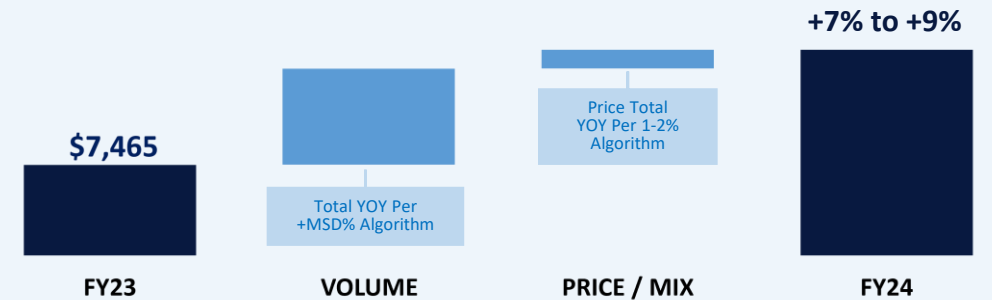 +7% to +9%
$7,465
Price Total
YOY Per 1-2%
Algorithm
Total YOY Per
+MSD% Algorithm
FY23
VOLUME
PRICE / MIX
FY24